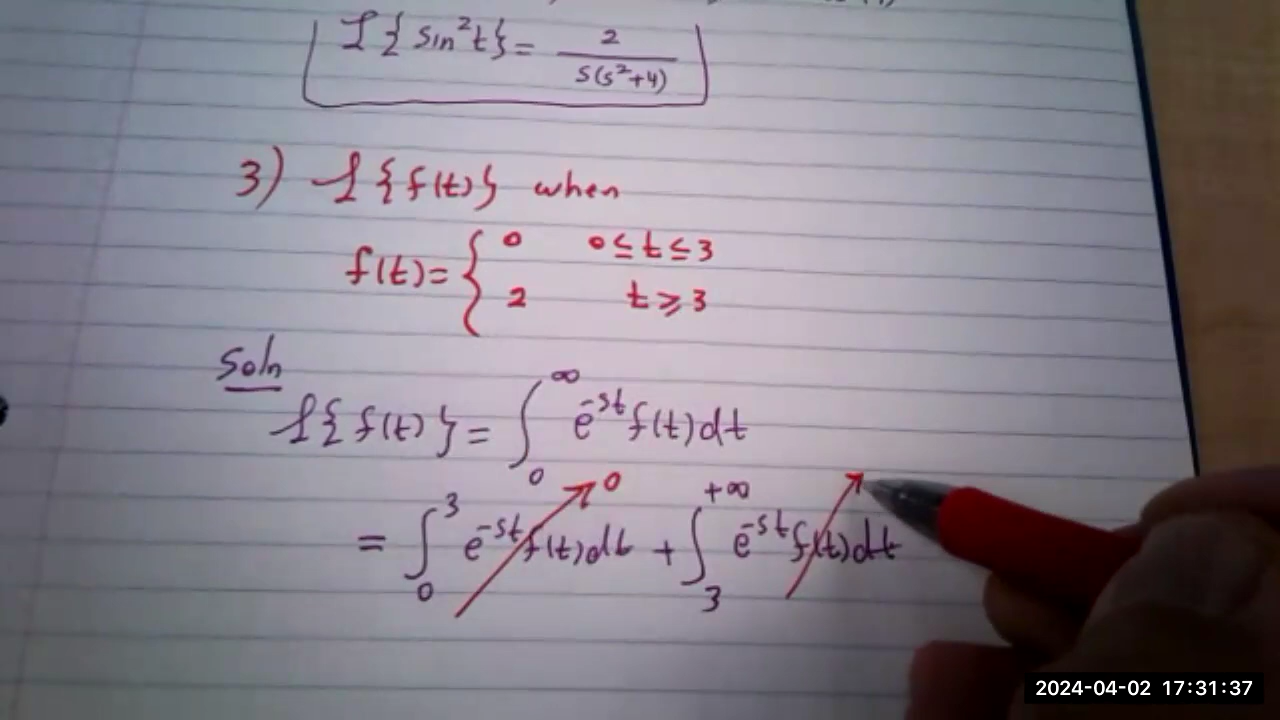 ℒ{sin²t} = 2/(s(s²+4))
3) ℒ{f(t)} when
f(t) = { 0 0 ≤ t ≤ 3
2 t ≥ 3
Soln
ℒ{f(t)} = ∫₀^∞ e^-st f(t)dt
= ∫₀³ e^-st f(t)dt → 0 + ∫₃^+∞ e^-st f(t)dt
2024-04-02 17:31:37